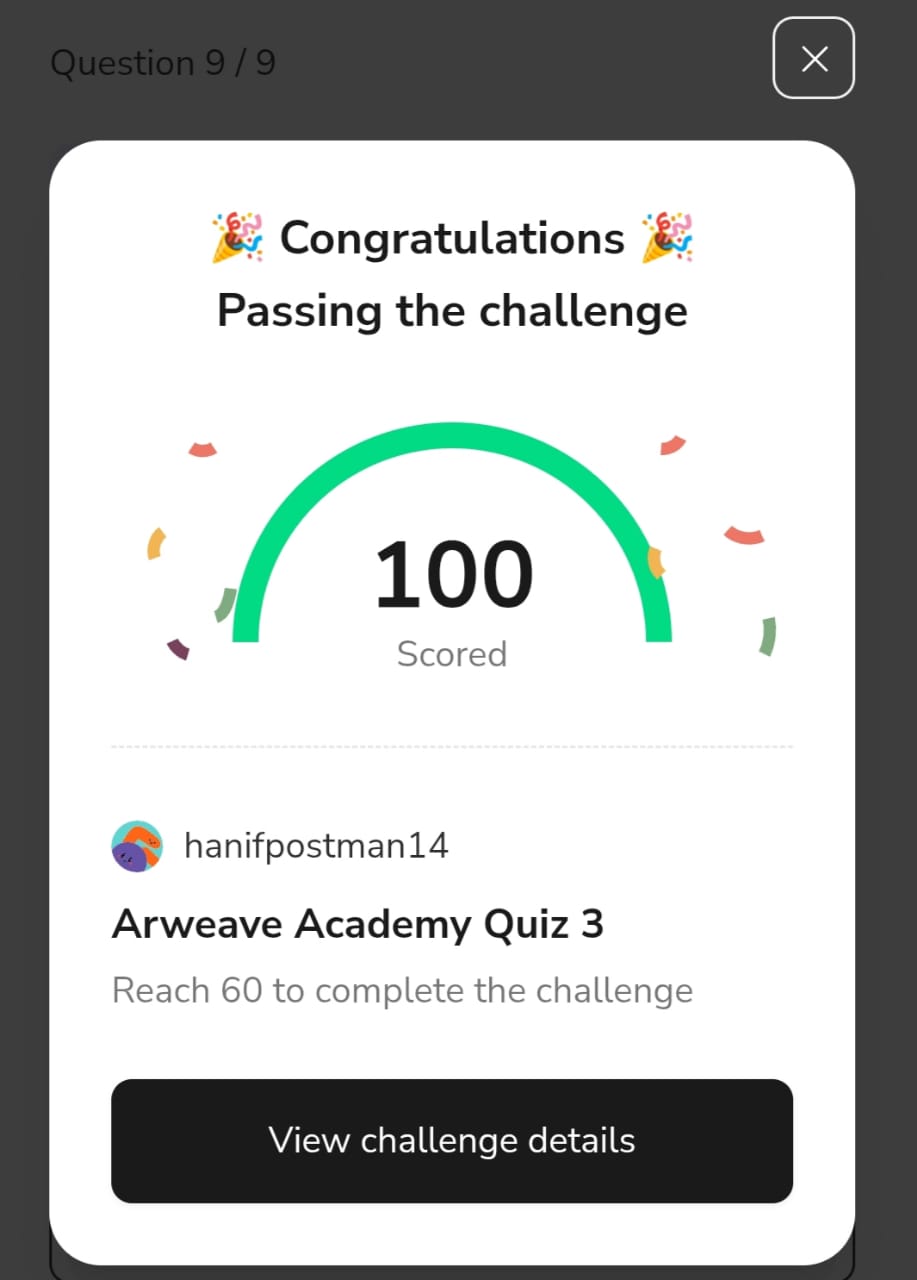 Question 9 / 9
🎉 Congratulations 🎉
Passing the challenge
100
Scored
hanifpostman14
Arweave Academy Quiz 3
Reach 60 to complete the challenge
View challenge details